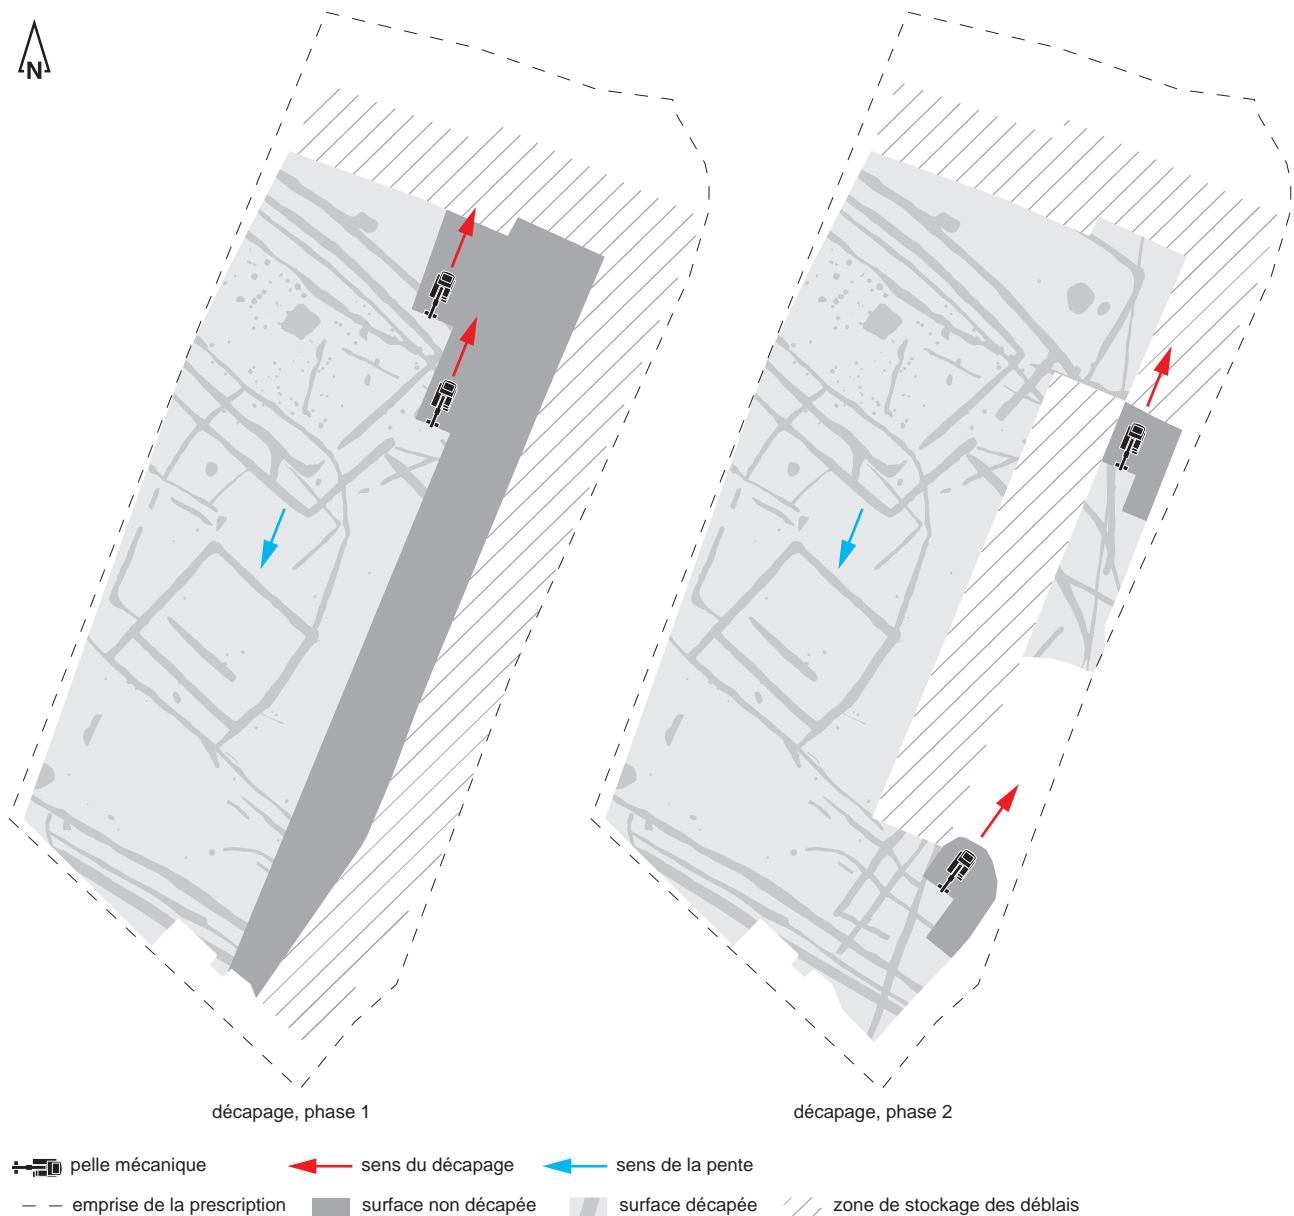 N
décapage, phase 1
décapage, phase 2
pelle mécanique
sens du décapage
sens de la pente
emprise de la prescription
surface non décapée
surface décapée
zone de stockage des déblais